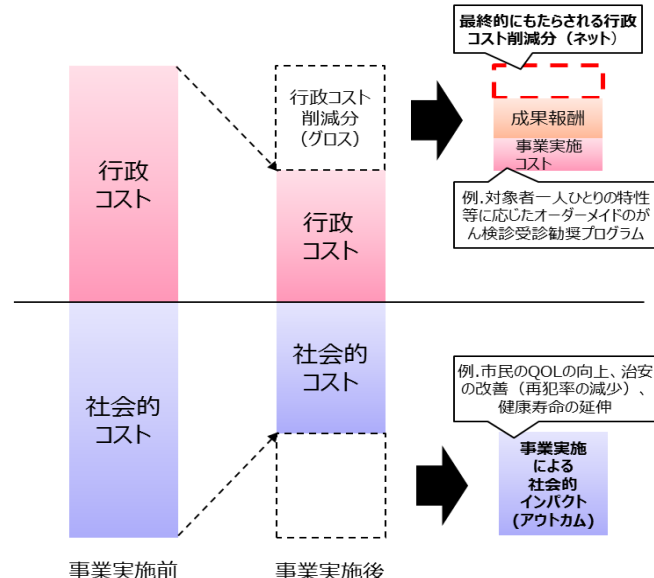 最終的にもたらされる行政
コスト削減分（ネット）
行政コスト
削減分
（グロス）
成果報酬
事業実施
コスト
行政
コスト
行政
コスト
例.対象者一人ひとりの特性
等に応じたオーダーメイドのが
ん検診受診勧奨プログラム
社会的
コスト
社会的
コスト
例.市民のQOLの向上、治安
の改善（再犯率の減少）、
健康寿命の延伸
事業実施
による
社会的
インパクト
(アウトカム)
事業実施前
事業実施後